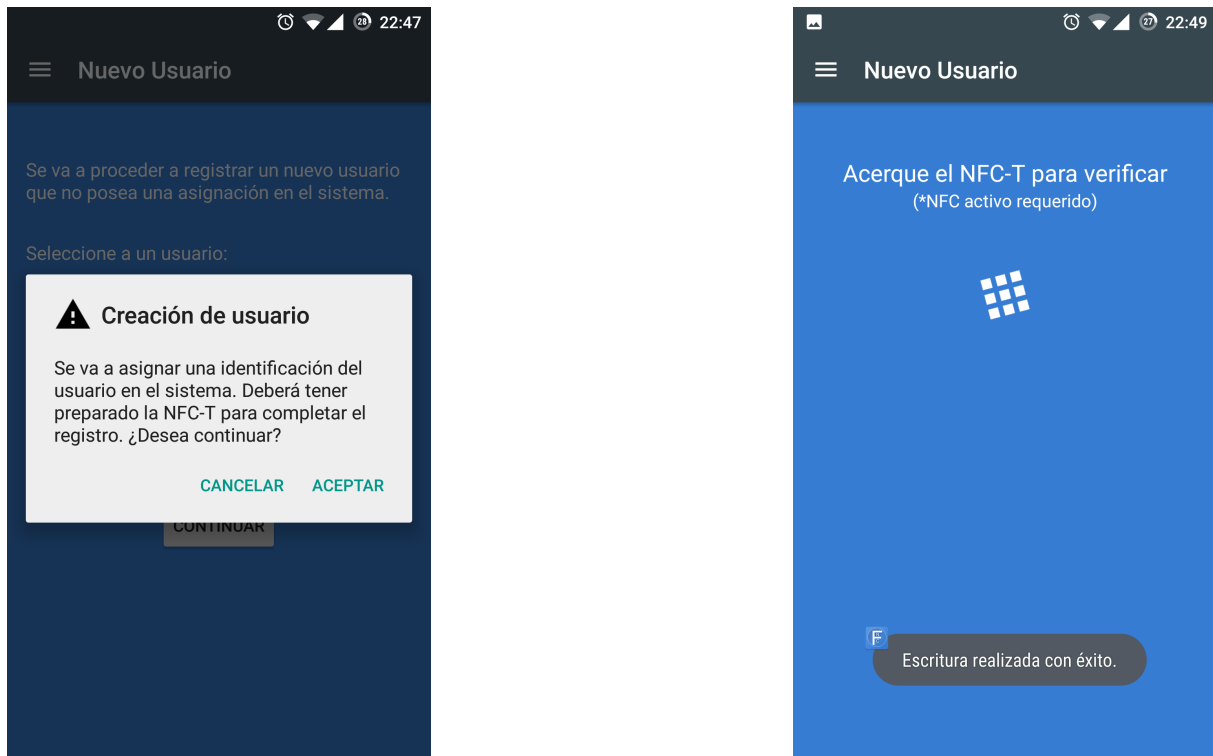 28 22:47
Nuevo Usuario
Se va a proceder a registrar un nuevo usuario
que no posea una asignación en el sistema.
Seleccione a un usuario:
Creación de usuario
Se va a asignar una identificación del
usuario en el sistema. Deberá tener
preparado la NFC-T para completar el
registro. ¿Desea continuar?
CANCELAR ACEPTAR
CONTINUAR
27 22:49
Nuevo Usuario
Acerque el NFC-T para verificar
(*NFC activo requerido)
F
Escritura realizada con éxito.